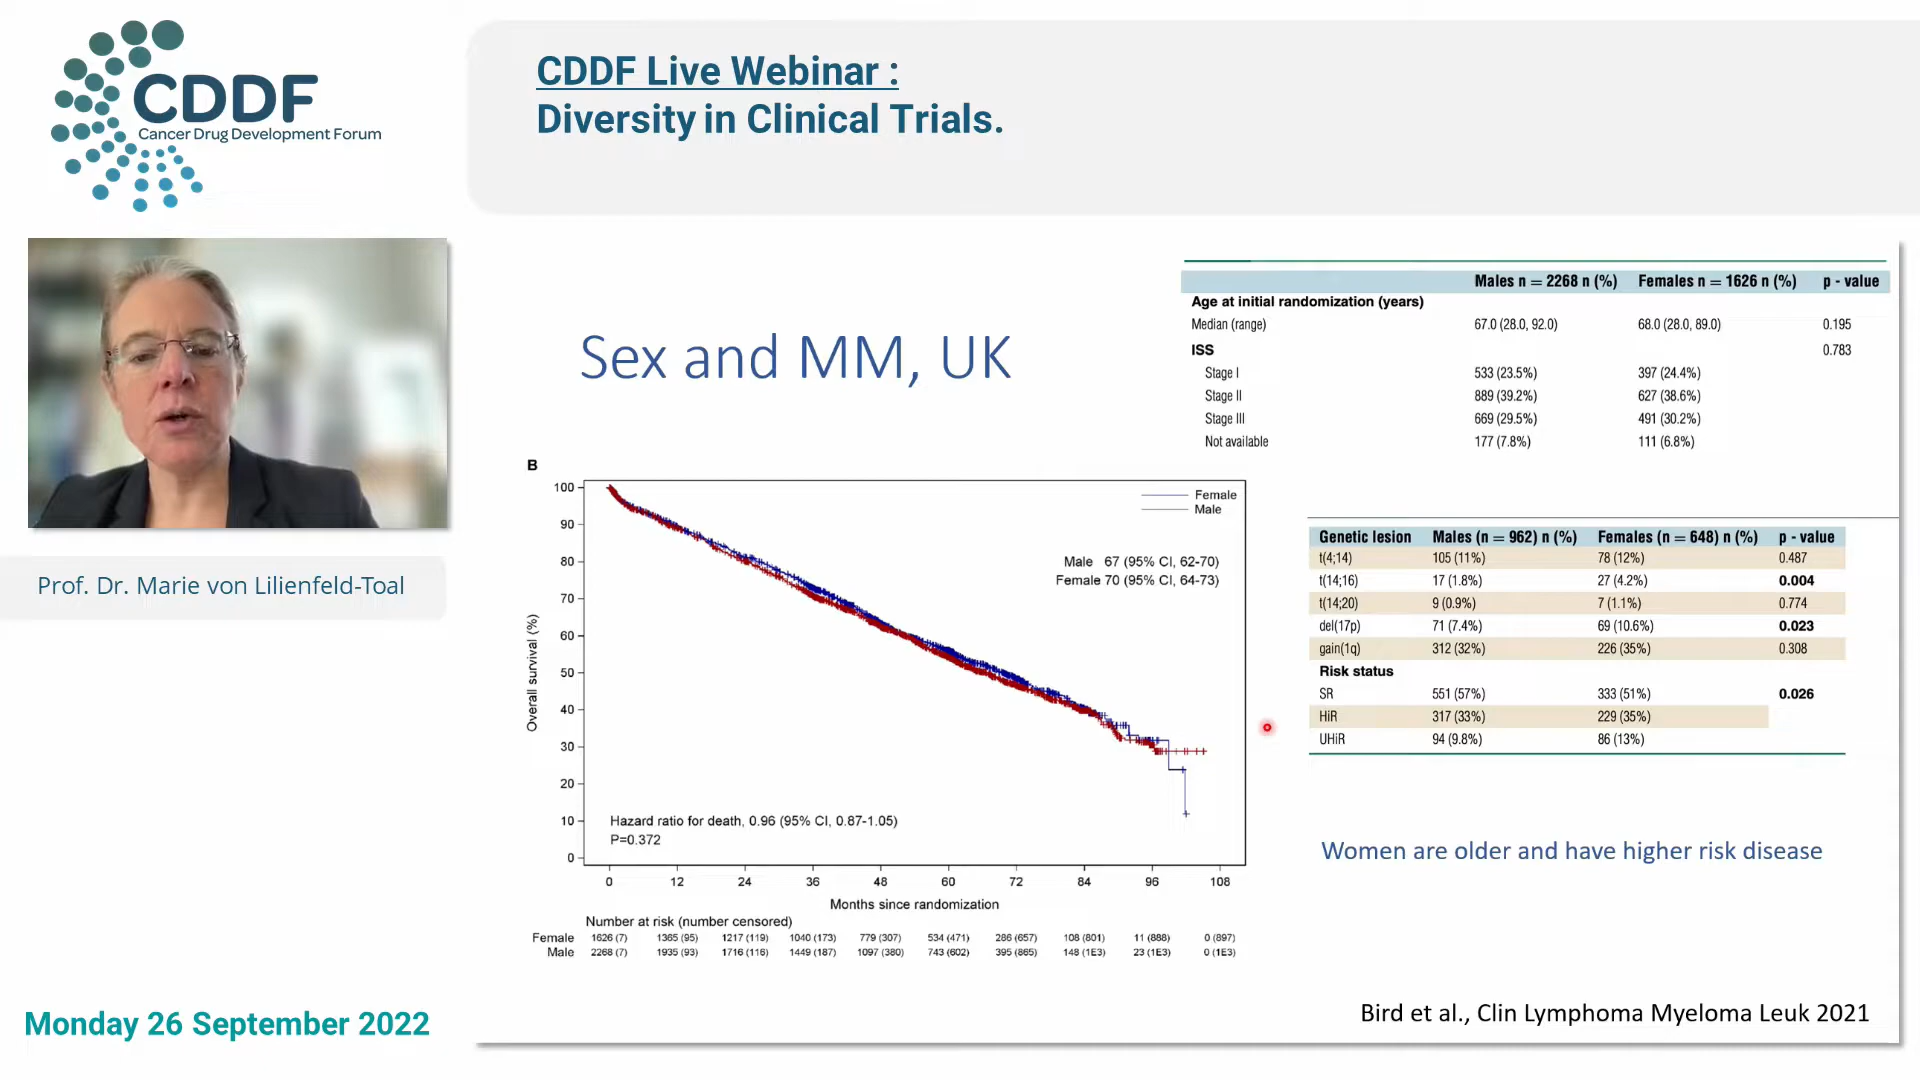 CDDF
Cancer Drug Development Forum
CDDF Live Webinar :
Diversity in Clinical Trials.
Prof. Dr. Marie von Lilienfeld-Toal
Monday 26 September 2022
Sex and MM, UK
Males n = 2268 n (%) Females n = 1626 n (%) p - value
Age at initial randomization (years)
Median (range) 67.0 (28.0, 92.0) 68.0 (28.0, 89.0) 0.195
ISS 0.783
Stage I 533 (23.5%) 397 (24.4%)
Stage II 889 (39.2%) 627 (38.6%)
Stage III 669 (29.5%) 491 (30.2%)
Not available 177 (7.8%) 111 (6.8%)
B
Overall survival (%)
100
90
80
70
60
50
40
30
20
10
0
Female
Male
Male 67 (95% CI, 62-70)
Female 70 (95% CI, 64-73)
Hazard ratio for death, 0.96 (95% CI, 0.87-1.05)
P=0.372
0 12 24 36 48 60 72 84 96 108
Months since randomization
Number at risk (number censored)
Female 1626 (7) 1365 (95) 1217 (119) 1040 (173) 779 (307) 534 (471) 286 (657) 108 (801) 11 (888) 0 (897)
Male 2268 (7) 1935 (93) 1716 (116) 1449 (187) 1097 (380) 743 (602) 395 (865) 148 (1E3) 23 (1E3) 0 (1E3)
Genetic lesion Males (n = 962) n (%) Females (n = 648) n (%) p - value
t(4;14) 105 (11%) 78 (12%) 0.487
t(14;16) 17 (1.8%) 27 (4.2%) 0.004
t(14;20) 9 (0.9%) 7 (1.1%) 0.774
del(17p) 71 (7.4%) 69 (10.6%) 0.023
gain(1q) 312 (32%) 226 (35%) 0.308
Risk status
SR 551 (57%) 333 (51%) 0.026
HiR 317 (33%) 229 (35%)
UHiR 94 (9.8%) 86 (13%)
Women are older and have higher risk disease
Bird et al., Clin Lymphoma Myeloma Leuk 2021